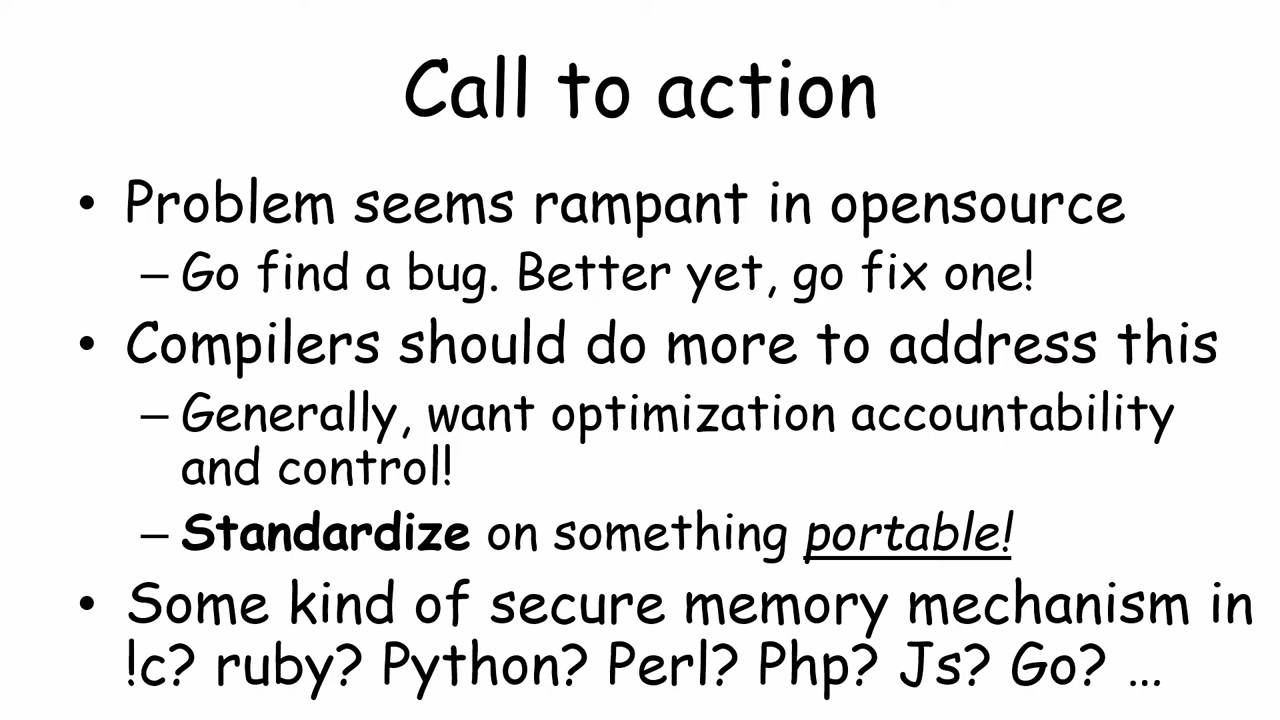 Call to action
• Problem seems rampant in opensource
– Go find a bug. Better yet, go fix one!
• Compilers should do more to address this
– Generally, want optimization accountability
and control!
– Standardize on something portable!
• Some kind of secure memory mechanism in
!c? ruby? Python? Perl? Php? Js? Go? ...